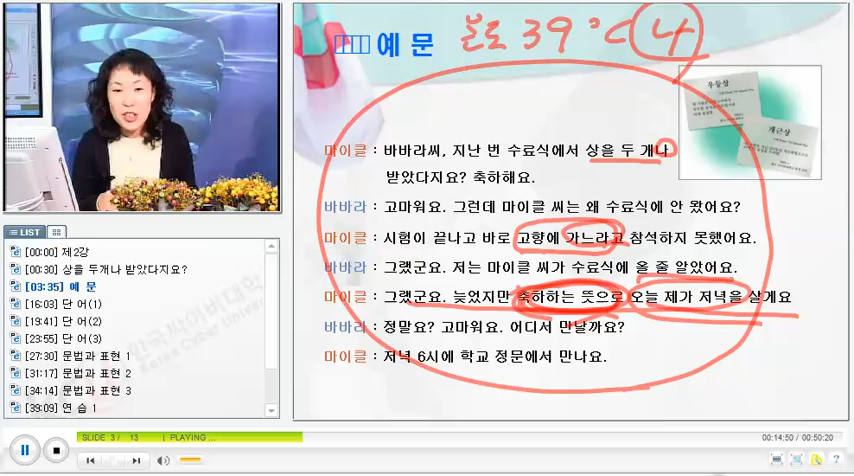 예 문
39°C 나
우등상
개근상
마이클 : 바바라씨, 지난 번 수료식에서 상을 두 개나
받았다지요? 축하해요.
바바라 : 고마워요. 그런데 마이클 씨는 왜 수료식에 안 왔어요?
마이클 : 시험이 끝나고 바로 고향에 가느라고 참석하지 못했어요.
바바라 : 그랬군요. 저는 마이클 씨가 수료식에 올 줄 알았어요.
마이클 : 그랬군요. 늦었지만 축하하는 뜻으로 오늘 제가 저녁을 살게요
바바라 : 정말요? 고마워요. 어디서 만날까요?
마이클 : 저녁 6시에 학교 정문에서 만나요.
LIST
[00:00] 제2강
[00:30] 상을 두개나 받았다지요?
[03:35] 예 문
[16:03] 단 어(1)
[19:41] 단 어(2)
[23:55] 단 어(3)
[27:30] 문법과 표현 1
[31:17] 문법과 표현 2
[34:14] 문법과 표현 3
[39:09] 연 습 1
SLIDE 3 / 13 | PLAYING ...
00:14:50 / 00:50:20